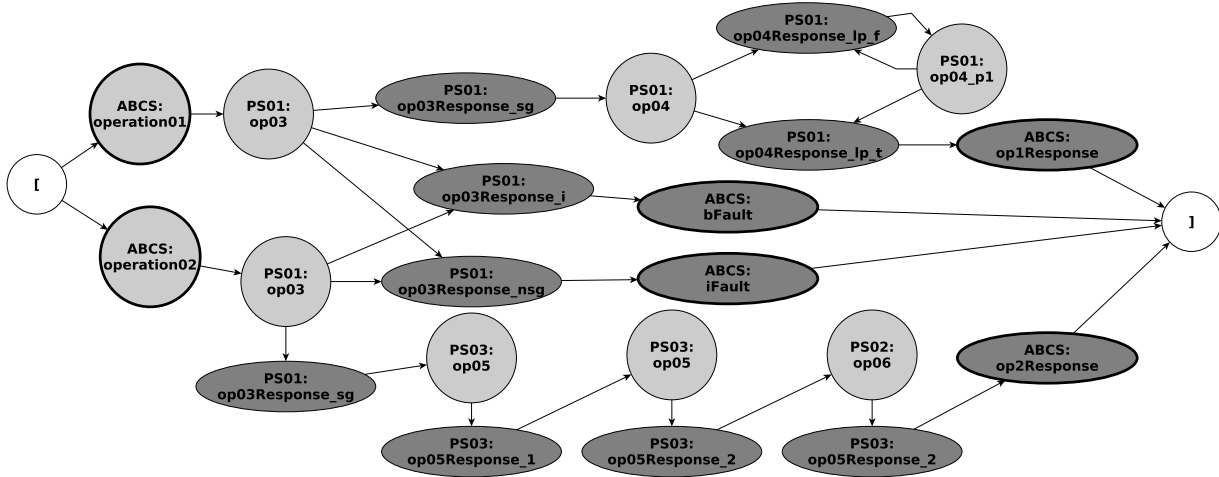 PS01:
op04Response_lp_f
PS01:
op04_p1
ABCS:
operation01
PS01:
op03
PS01:
op03Response_sg
PS01:
op04
PS01:
op04Response_lp_t
ABCS:
op1Response
[
PS01:
op03Response_i
ABCS:
bFault
]
ABCS:
operation02
PS01:
op03
PS01:
op03Response_nsg
ABCS:
iFault
PS01:
op03Response_sg
PS03:
op05
PS03:
op05
PS02:
op06
ABCS:
op2Response
PS03:
op05Response_1
PS03:
op05Response_2
PS03:
op05Response_2